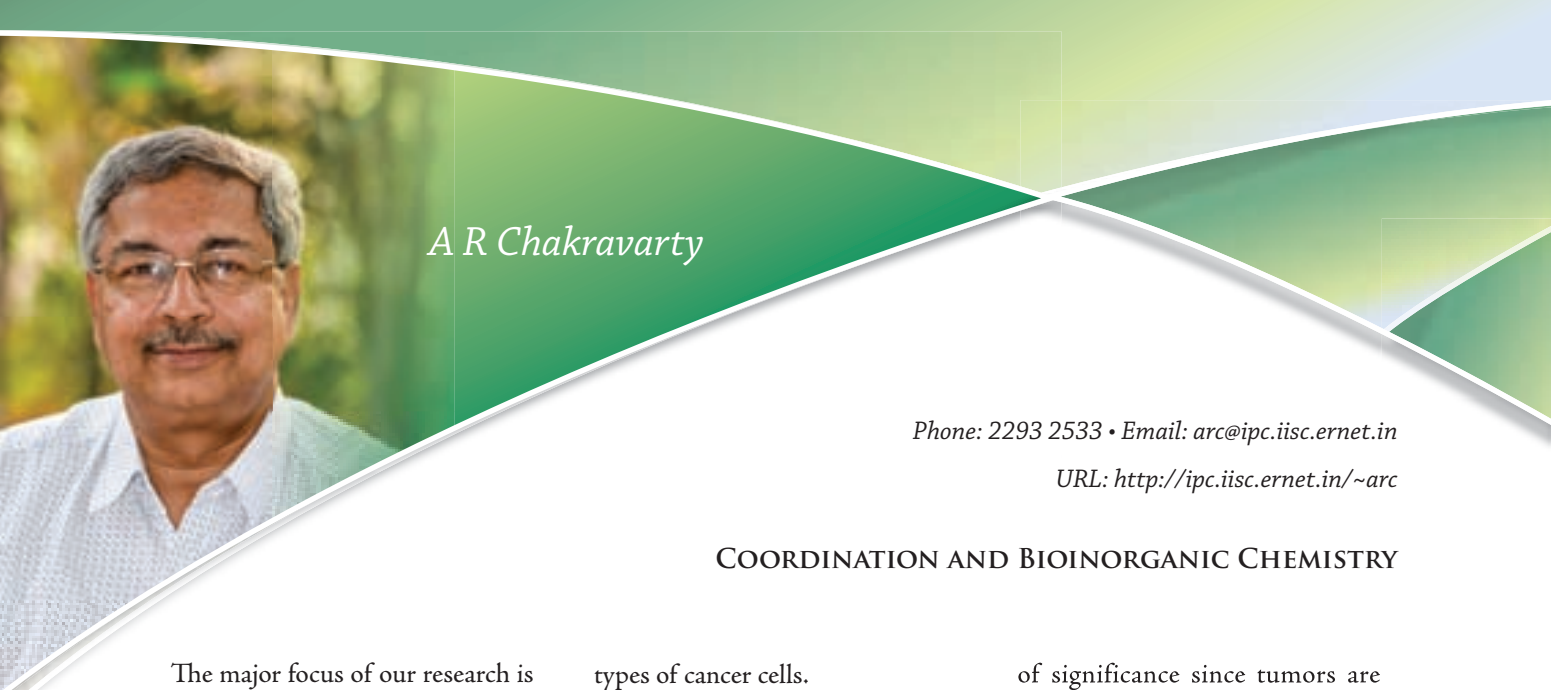 A R Chakravarty
Phone: 2293 2533 • Email: arc@ipc.iisc.ernet.in
URL: http://ipc.iisc.ernet.in/~arc
Coordination and Bioinorganic Chemistry
The major focus of our research is
types of cancer cells.
of significance since tumors are